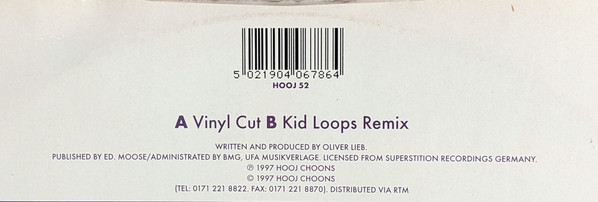 5 021904 067864
HOOJ 52
A Vinyl Cut B Kid Loops Remix
WRITTEN AND PRODUCED BY OLIVER LIEB.
PUBLISHED BY ED. MOOSE/ADMINISTRATED BY BMG, UFA MUSIKVERLAGE. LICENSED FROM SUPERSTITION RECORDINGS GERMANY.
℗ 1997 HOOJ CHOONS
© 1997 HOOJ CHOONS
(TEL: 0171 221 8822. FAX: 0171 221 8870). DISTRIBUTED VIA RTM